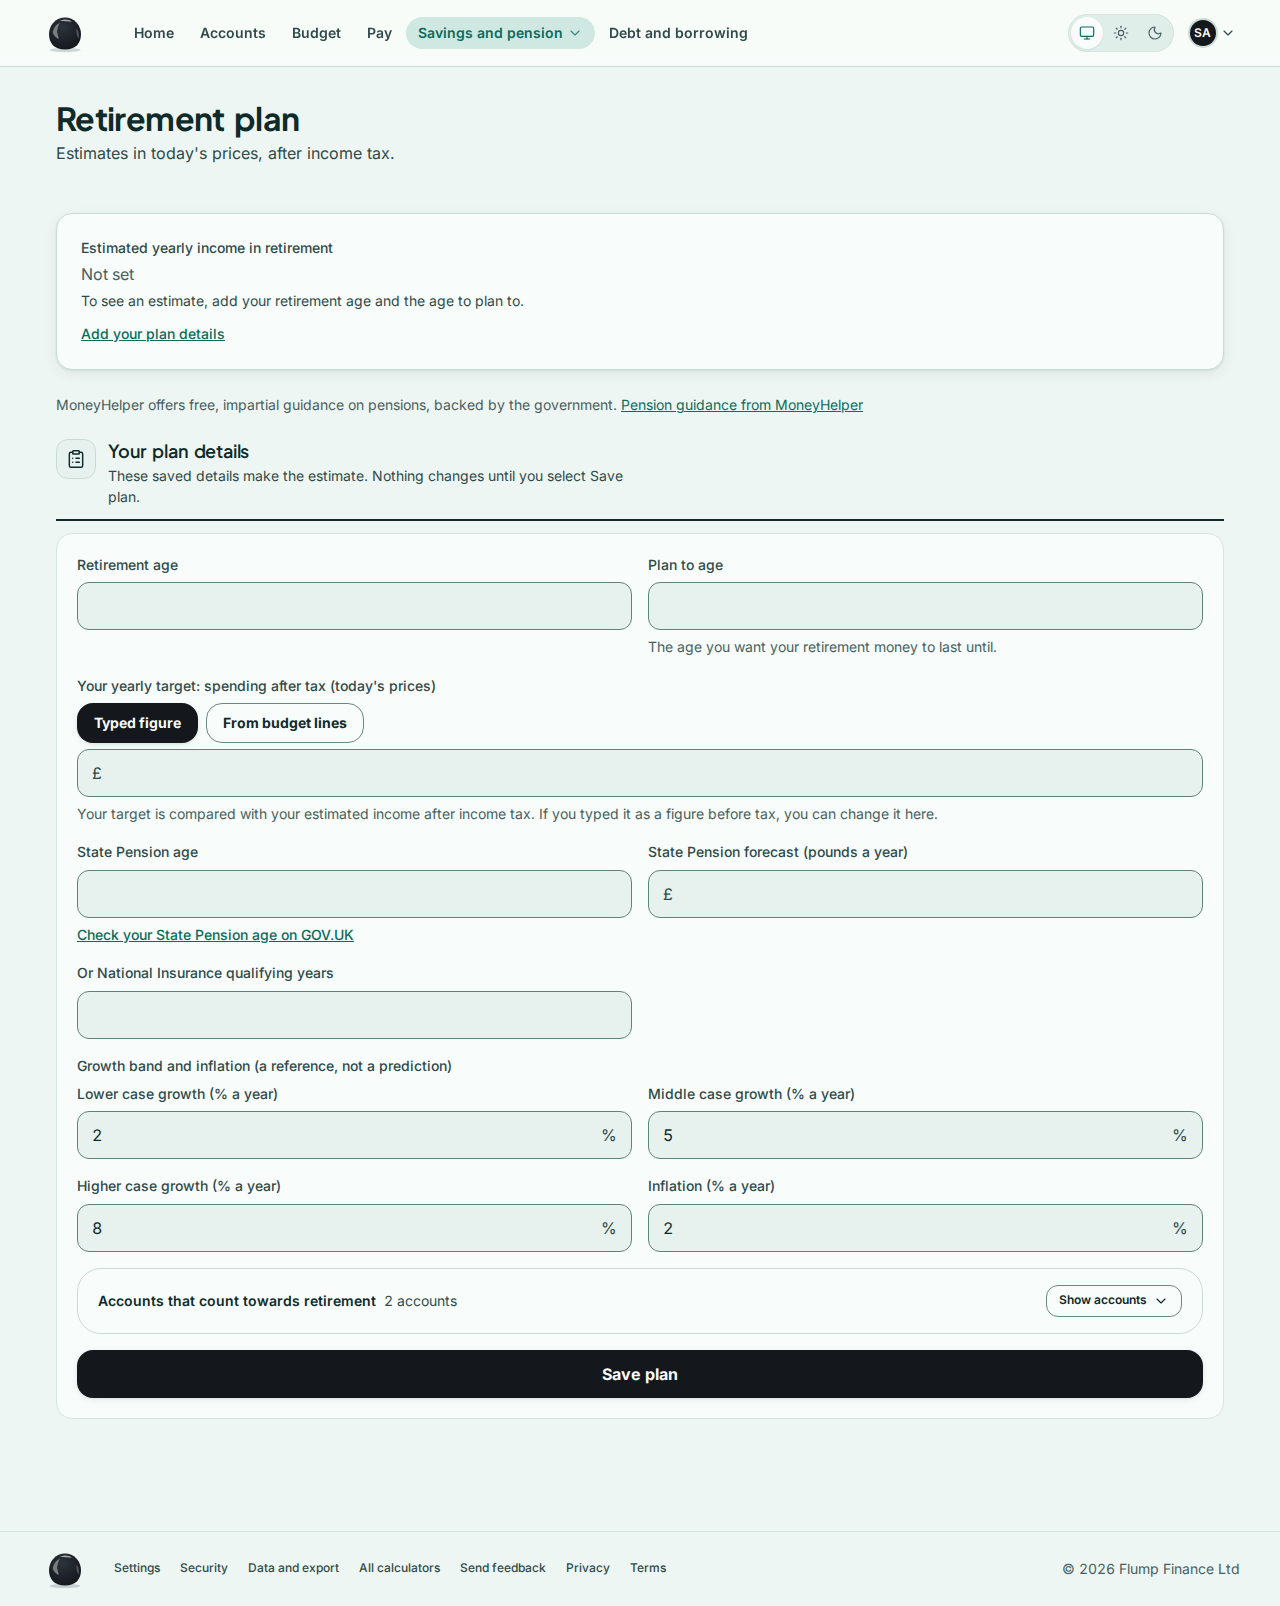 Home
Accounts
Budget
Pay
Savings and pension
Debt and borrowing
SA
Retirement plan
Estimates in today's prices, after income tax.
Estimated yearly income in retirement
Not set
To see an estimate, add your retirement age and the age to plan to.
Add your plan details
MoneyHelper offers free, impartial guidance on pensions, backed by the government. Pension guidance from MoneyHelper
Your plan details
These saved details make the estimate. Nothing changes until you select Save
plan.
Retirement age
Plan to age
The age you want your retirement money to last until.
Your yearly target: spending after tax (today's prices)
Typed figure
From budget lines
£
Your target is compared with your estimated income after income tax. If you typed it as a figure before tax, you can change it here.
State Pension age
State Pension forecast (pounds a year)
£
Check your State Pension age on GOV.UK
Or National Insurance qualifying years
Growth band and inflation (a reference, not a prediction)
Lower case growth (% a year)
Middle case growth (% a year)
2 %
5 %
Higher case growth (% a year)
Inflation (% a year)
8 %
2 %
Accounts that count towards retirement 2 accounts
Show accounts
Save plan
Settings
Security
Data and export
All calculators
Send feedback
Privacy
Terms
© 2026 Flump Finance Ltd